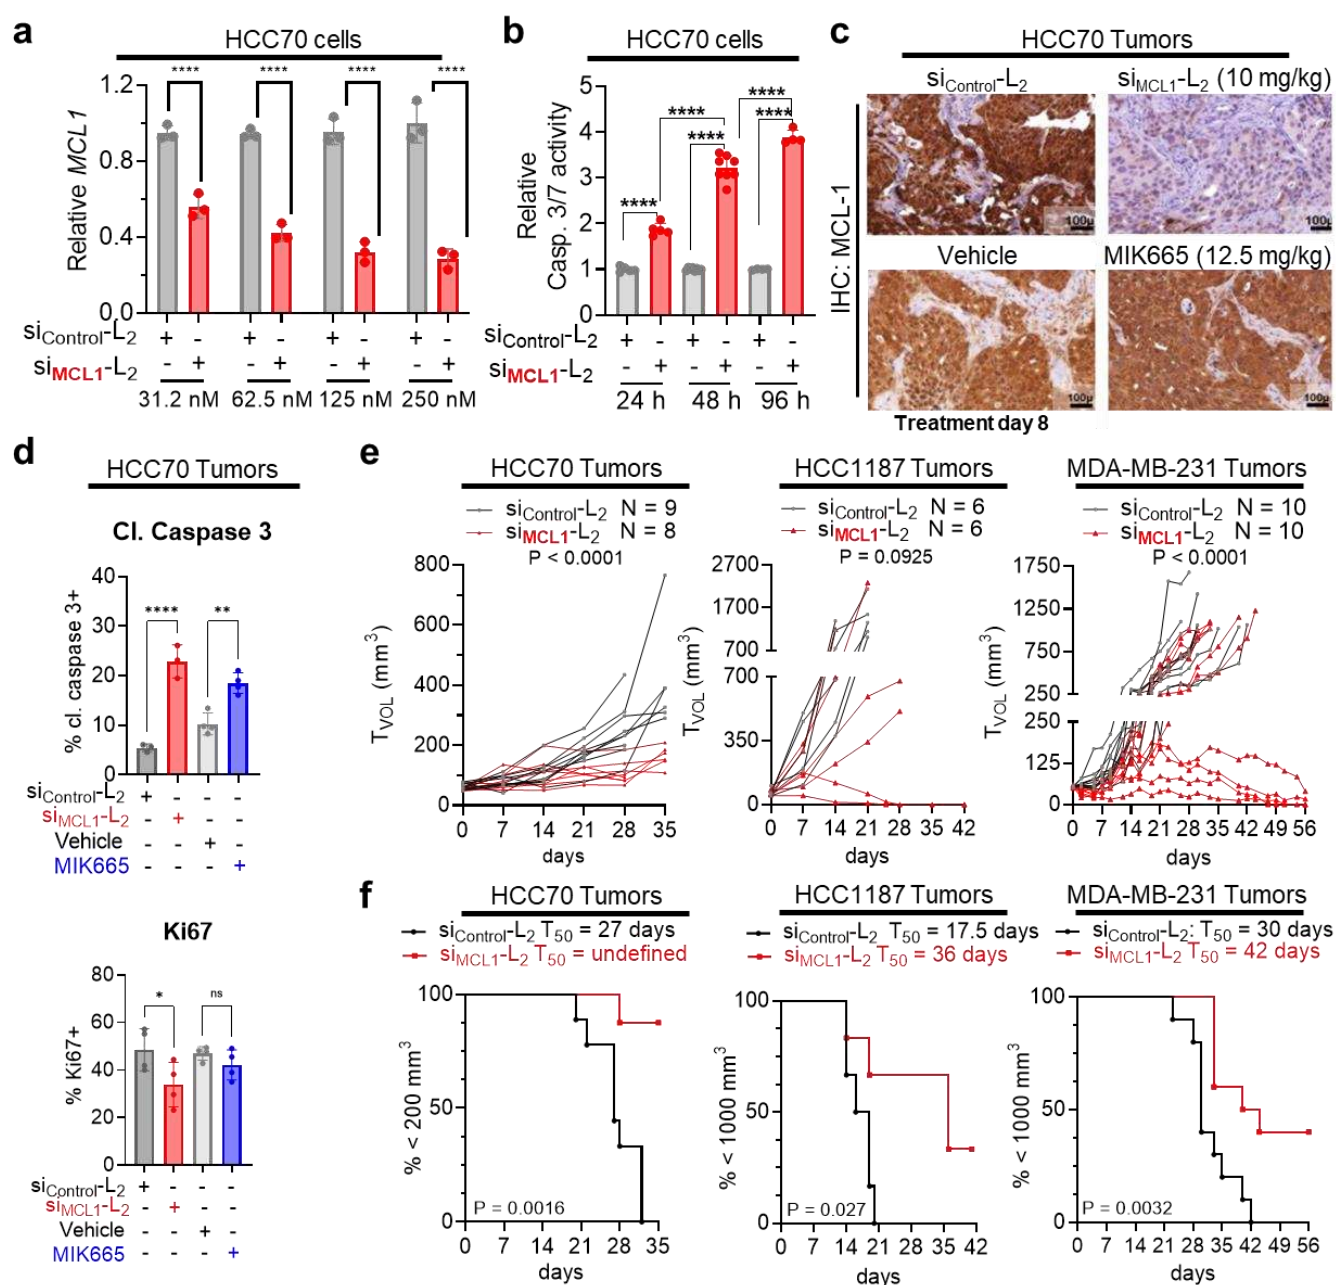 a
HCC70 cells
**** **** **** ****
Relative MCL1
1.2
0.8
0.4
0.0
siControl-L2 + - + - + - + -
siMCL1-L2 - + - + - + - +
31.2 nM 62.5 nM 125 nM 250 nM
b
HCC70 cells
**** **** **** **** ****
Relative
Casp. 3/7 activity
5
4
3
2
1
0
siControl-L2 + - + - + -
siMCL1-L2 - + - + - +
24 h 48 h 96 h
c
HCC70 Tumors
siControl-L2 siMCL1-L2 (10 mg/kg)
IHC: MCL-1
100µ 100µ
Vehicle MIK665 (12.5 mg/kg)
100µ 100µ
Treatment day 8
d
HCC70 Tumors
Cl. Caspase 3
% cl. caspase 3+
40
30
20
10
0
**** **
siControl-L2 + - - -
siMCL1-L2 - + - -
Vehicle - - + -
MIK665 - - - +
Ki67
% Ki67+
80
60
40
20
0
* ns
siControl-L2 + - - -
siMCL1-L2 - + - -
Vehicle - - + -
MIK665 - - - +
e
HCC70 Tumors
siControl-L2 N = 9
siMCL1-L2 N = 8
P < 0.0001
TVOL (mm3)
800
600
400
200
0
0 7 14 21 28 35
days
HCC1187 Tumors
siControl-L2 N = 6
siMCL1-L2 N = 6
P = 0.0925
TVOL (mm3)
2700
1700
700
700
350
0
0 7 14 21 28 35 42
days
MDA-MB-231 Tumors
siControl-L2 N = 10
siMCL1-L2 N = 10
P < 0.0001
TVOL (mm3)
1750
1250
750
250
250
125
0
0 7 14 21 28 35 42 49 56
days
f
HCC70 Tumors
siControl-L2 T50 = 27 days
siMCL1-L2 T50 = undefined
% < 200 mm3
100
50
0
P = 0.0016
0 7 14 21 28 35
days
HCC1187 Tumors
siControl-L2 T50 = 17.5 days
siMCL1-L2 T50 = 36 days
% < 1000 mm3
100
50
0
P = 0.027
0 7 14 21 28 35 42
days
MDA-MB-231 Tumors
siControl-L2: T50 = 30 days
siMCL1-L2 T50 = 42 days
% < 1000 mm3
100
50
0
P = 0.0032
0 7 14 21 28 35 42 49 56
days